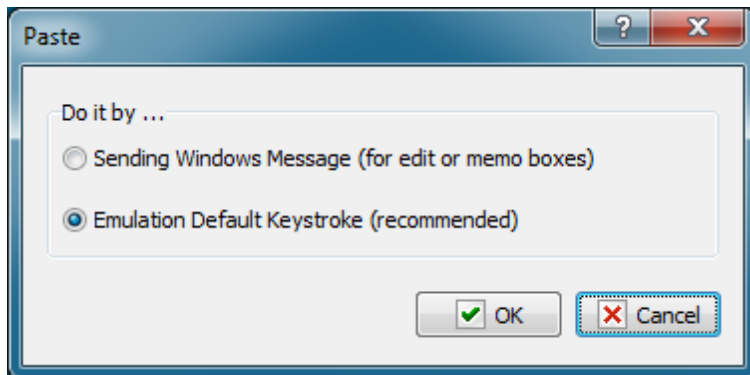 Paste
?
Do it by ...
Sending Windows Message (for edit or memo boxes)
Emulation Default Keystroke (recommended)
OK
Cancel